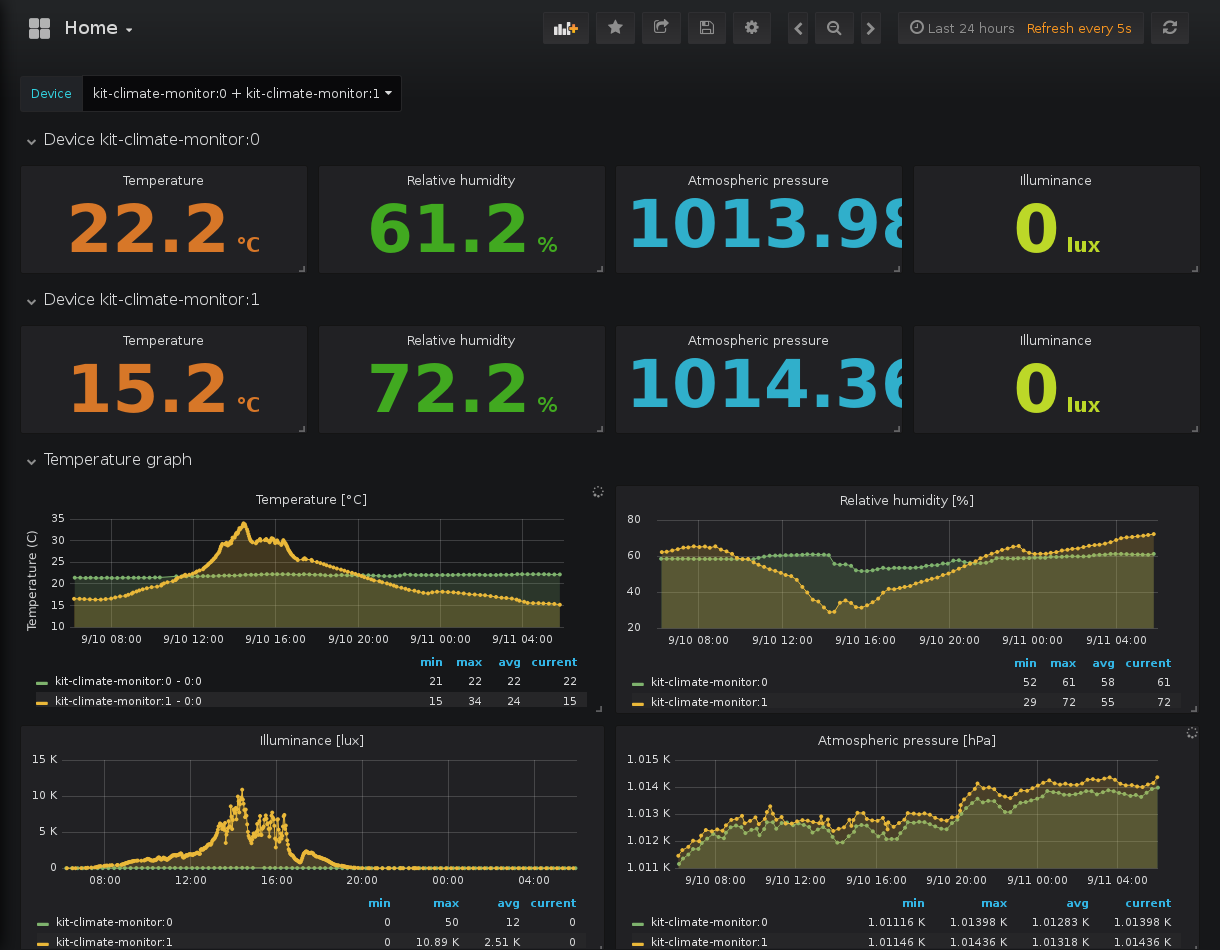 Home
Last 24 hours Refresh every 5s
Device kit-climate-monitor:0 + kit-climate-monitor:1
Device kit-climate-monitor:0
Temperature Relative humidity Atmospheric pressure Illuminance
22.2 °C 61.2 % 1013.98 0 lux
Device kit-climate-monitor:1
Temperature Relative humidity Atmospheric pressure Illuminance
15.2 °C 72.2 % 1014.36 0 lux
Temperature graph
Temperature [°C]
Temperature (C)
35
30
25
20
15
10
9/10 08:00 9/10 12:00 9/10 16:00 9/10 20:00 9/11 00:00 9/11 04:00
min max avg current
kit-climate-monitor:0 - 0:0 21 22 22 22
kit-climate-monitor:1 - 0:0 15 34 24 15
Relative humidity [%]
80
60
40
20
9/10 08:00 9/10 12:00 9/10 16:00 9/10 20:00 9/11 00:00 9/11 04:00
min max avg current
kit-climate-monitor:0 52 61 58 61
kit-climate-monitor:1 29 72 55 72
Illuminance [lux]
15 K
10 K
5 K
0
08:00 12:00 16:00 20:00 00:00 04:00
min max avg current
kit-climate-monitor:0 0 50 12 0
kit-climate-monitor:1 0 10.89 K 2.51 K 0
Atmospheric pressure [hPa]
1.015 K
1.014 K
1.013 K
1.012 K
1.011 K
9/10 08:00 9/10 12:00 9/10 16:00 9/10 20:00 9/11 00:00 9/11 04:00
min max avg current
kit-climate-monitor:0 1.01116 K 1.01398 K 1.01283 K 1.01398 K
kit-climate-monitor:1 1.01146 K 1.01436 K 1.01318 K 1.01436 K